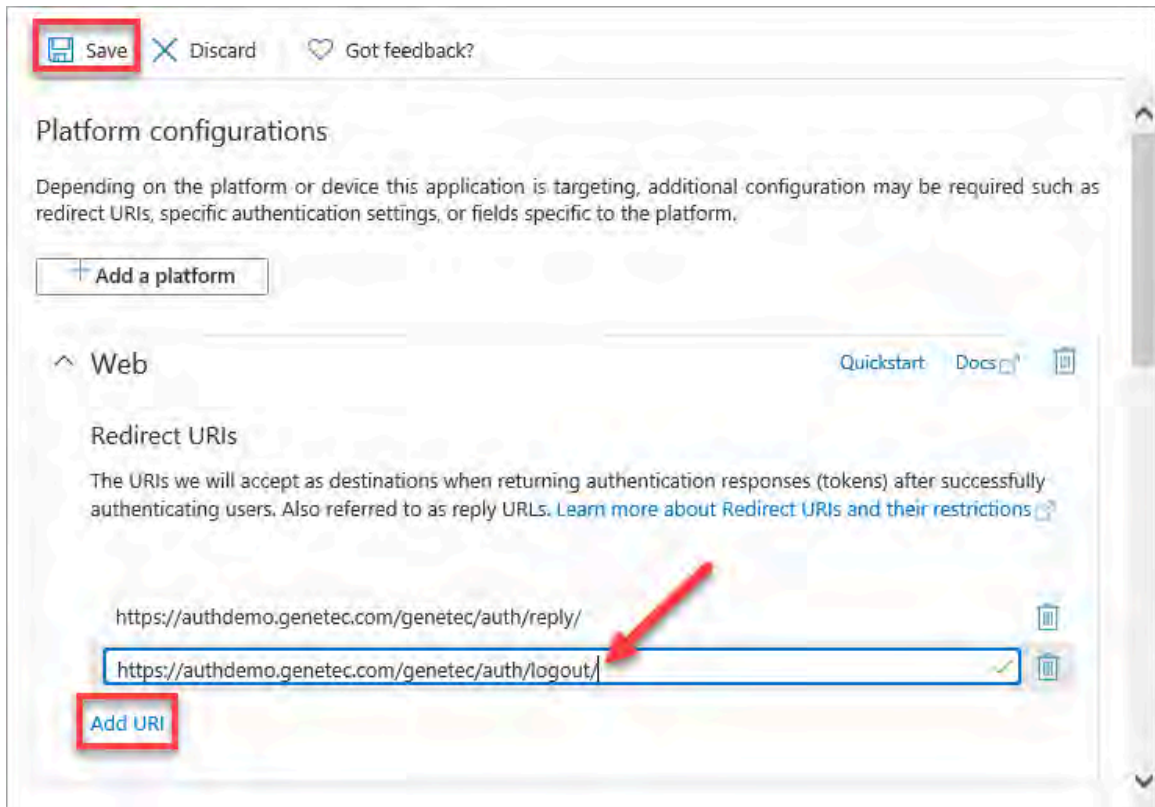 Save Discard Got feedback?
Platform configurations
Depending on the platform or device this application is targeting, additional configuration may be required such as
redirect URIs, specific authentication settings, or fields specific to the platform.
+ Add a platform
Web Quickstart Docs
Redirect URIs
The URIs we will accept as destinations when returning authentication responses (tokens) after successfully
authenticating users. Also referred to as reply URLs. Learn more about Redirect URIs and their restrictions
https://authdemo.genetec.com/genetec/auth/reply/
https://authdemo.genetec.com/genetec/auth/logout/
Add URI